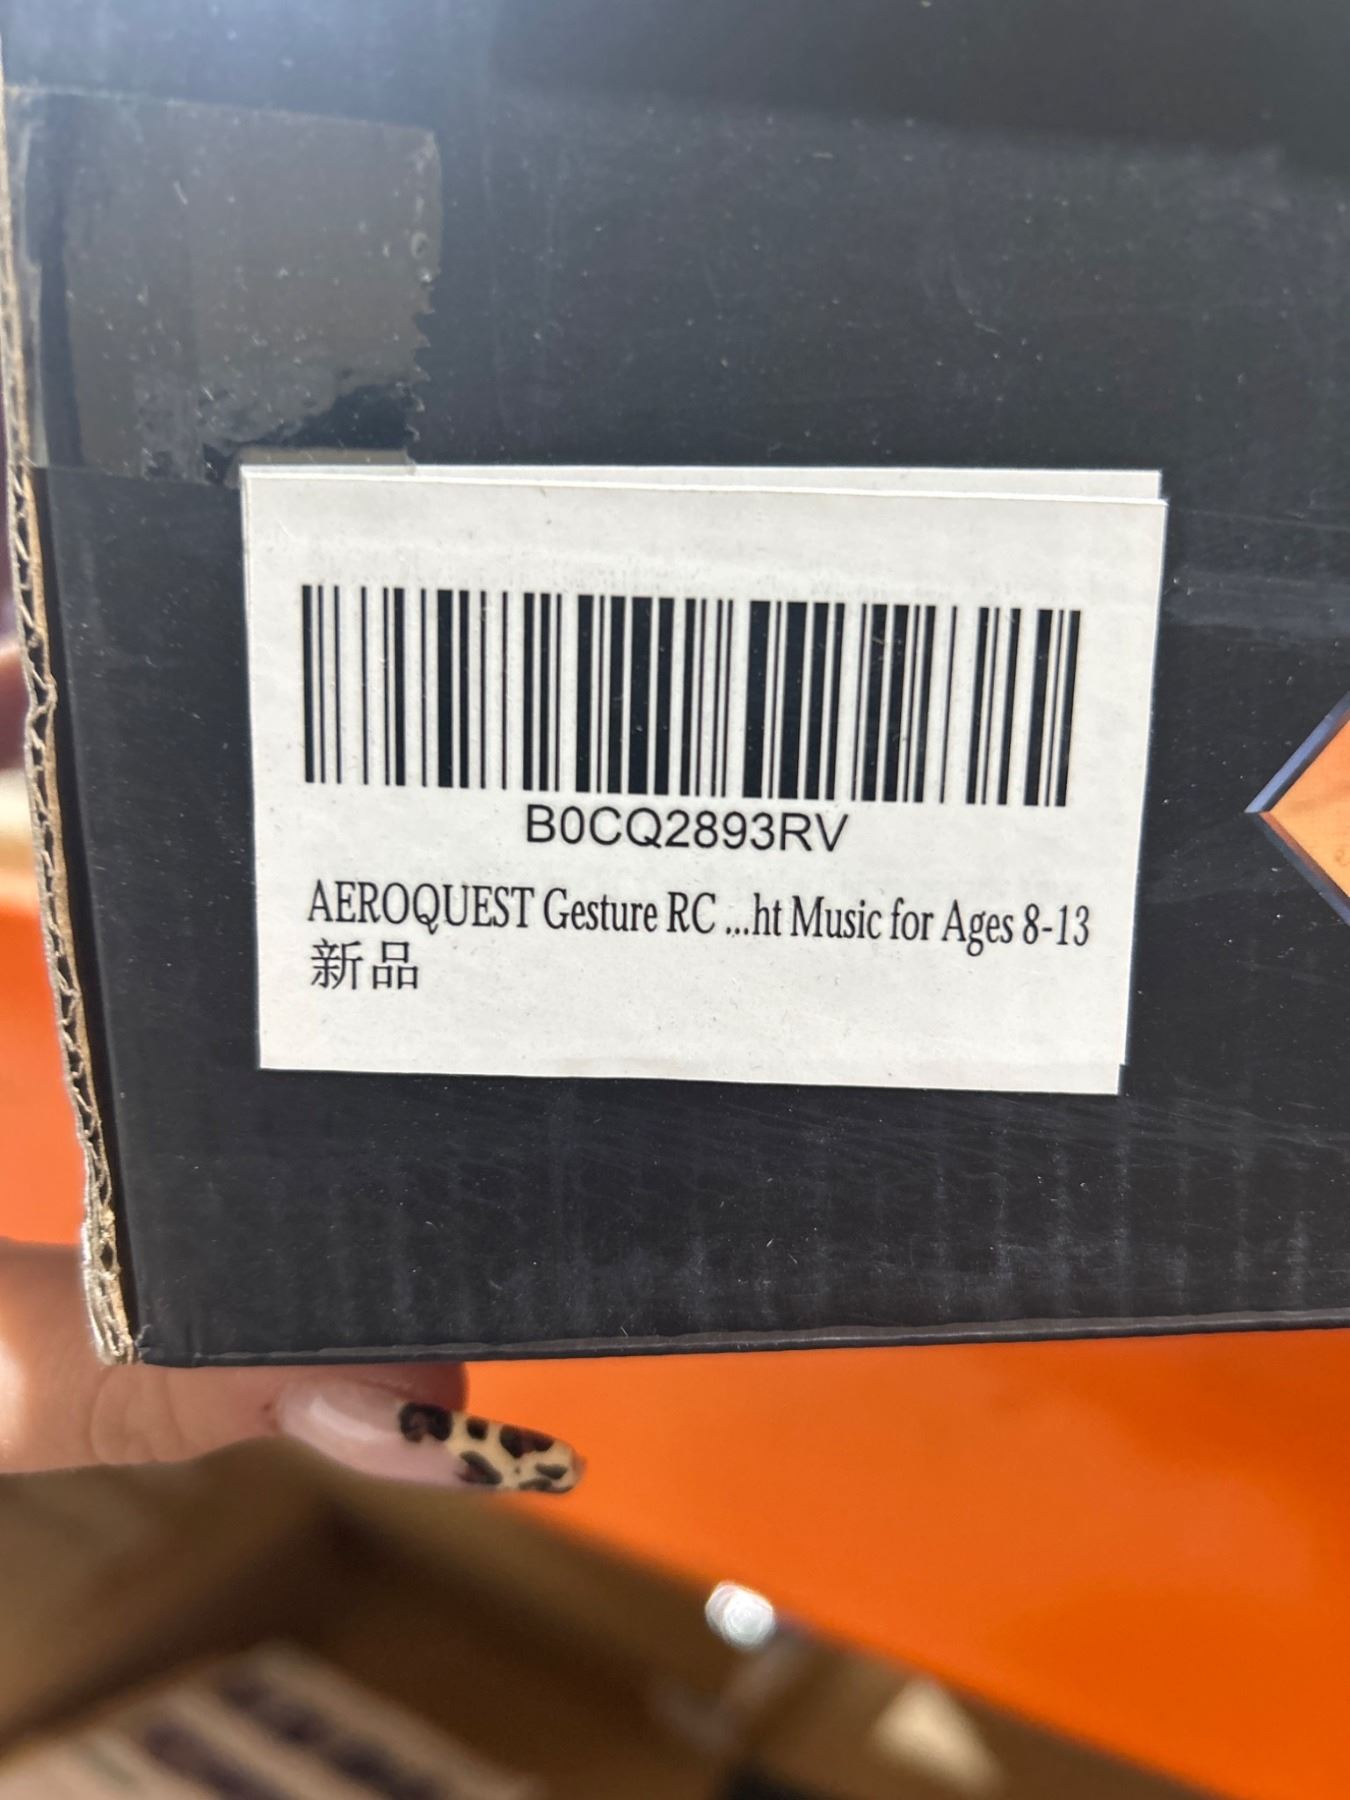 B0CQ2893RV
AEROQUEST Gesture RC ...ht Music for Ages 8-13
新品